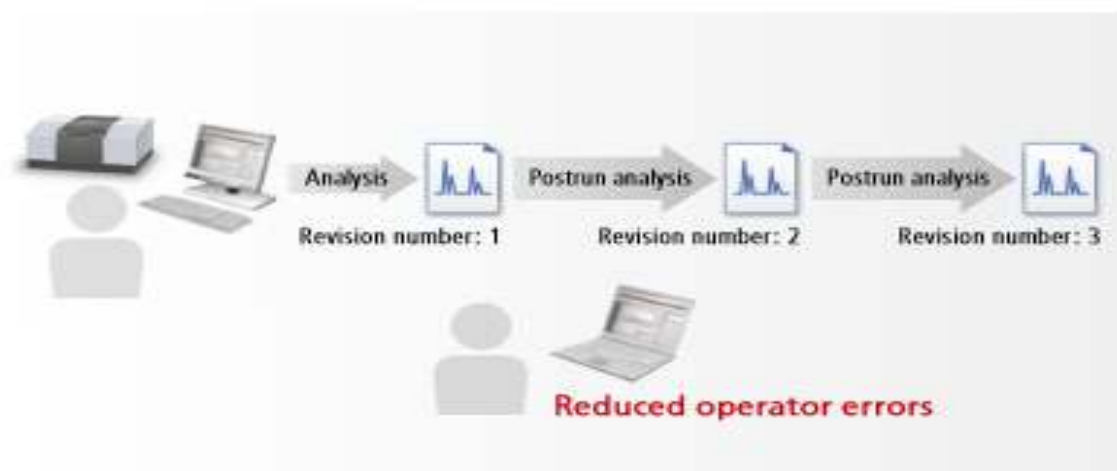 Analysis
Postrun analysis
Postrun analysis
Revision number: 1
Revision number: 2
Revision number: 3
Reduced operator errors